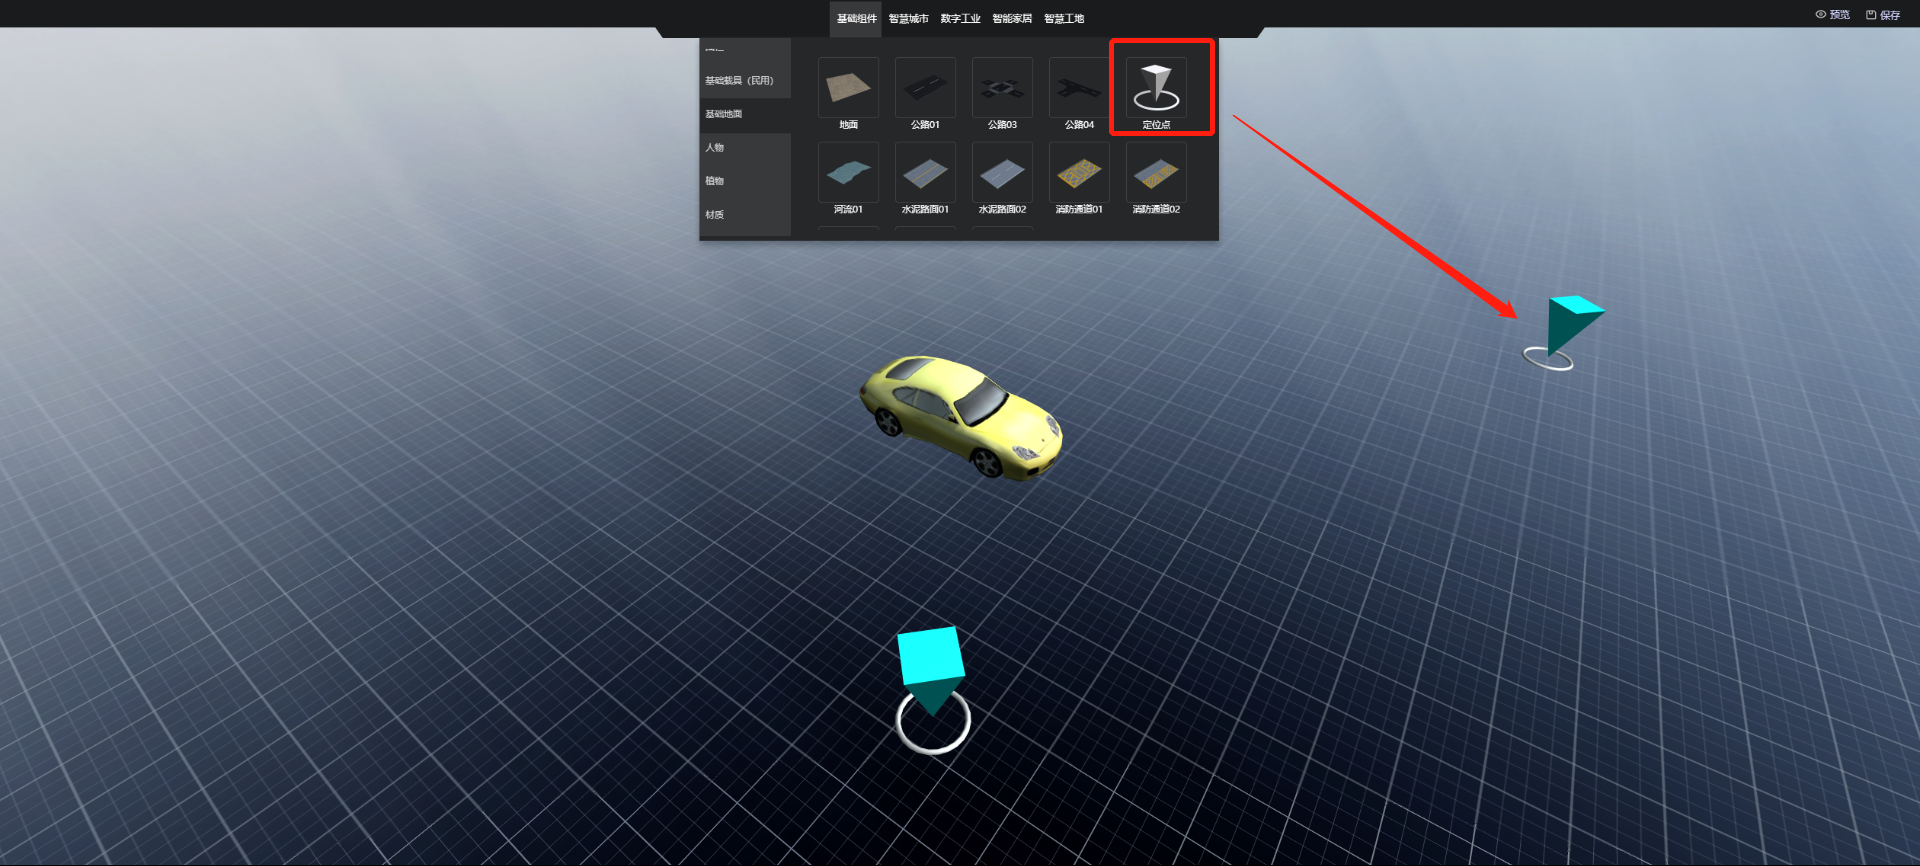 基础组件 智慧城市 数字工业 智能家居 智慧工地
预览 保存
基础载具（民用）
基础地面
人物
植物
材质
地面 公路01 公路03 公路04 定位点
河流01 水泥路面01 水泥路面02 消防通道01 消防通道02